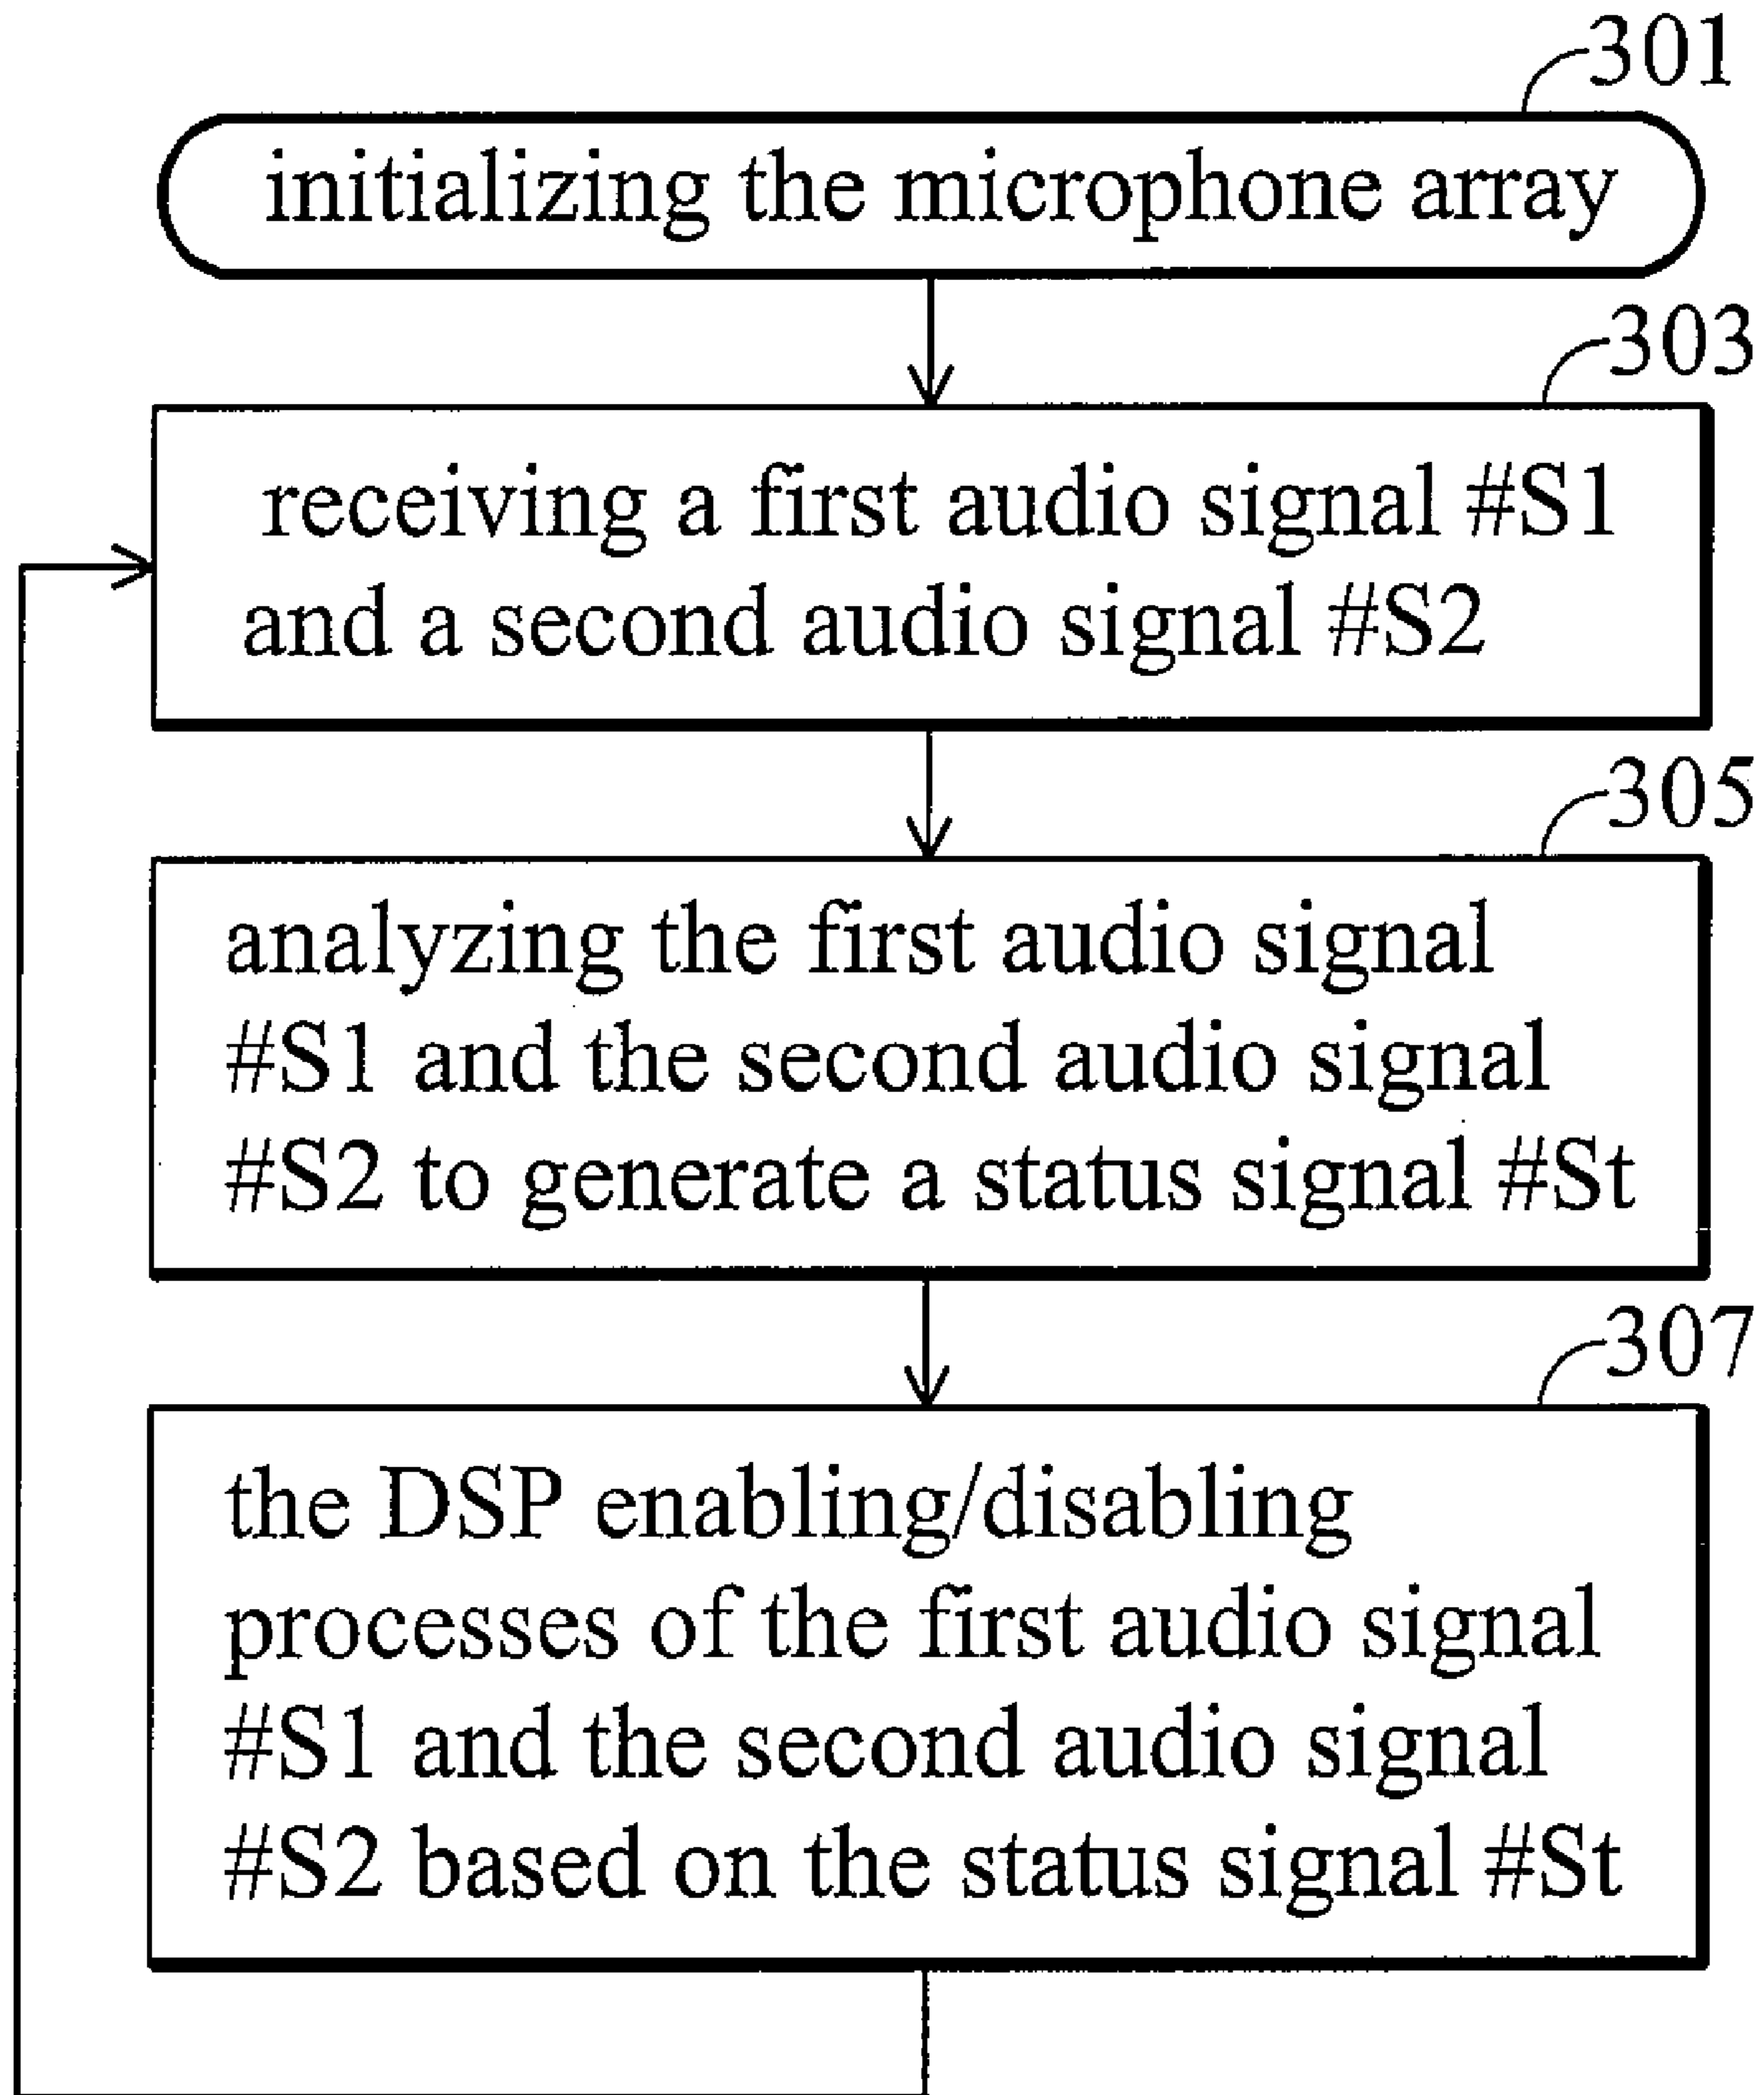 301
initializing the microphone array
303
receiving a first audio signal #S1
and a second audio signal #S2
305
analyzing the first audio signal
#S1 and the second audio signal
#S2 to generate a status signal #St
307
the DSP enabling/disabling
processes of the first audio signal
#S1 and the second audio signal
#S2 based on the status signal #St